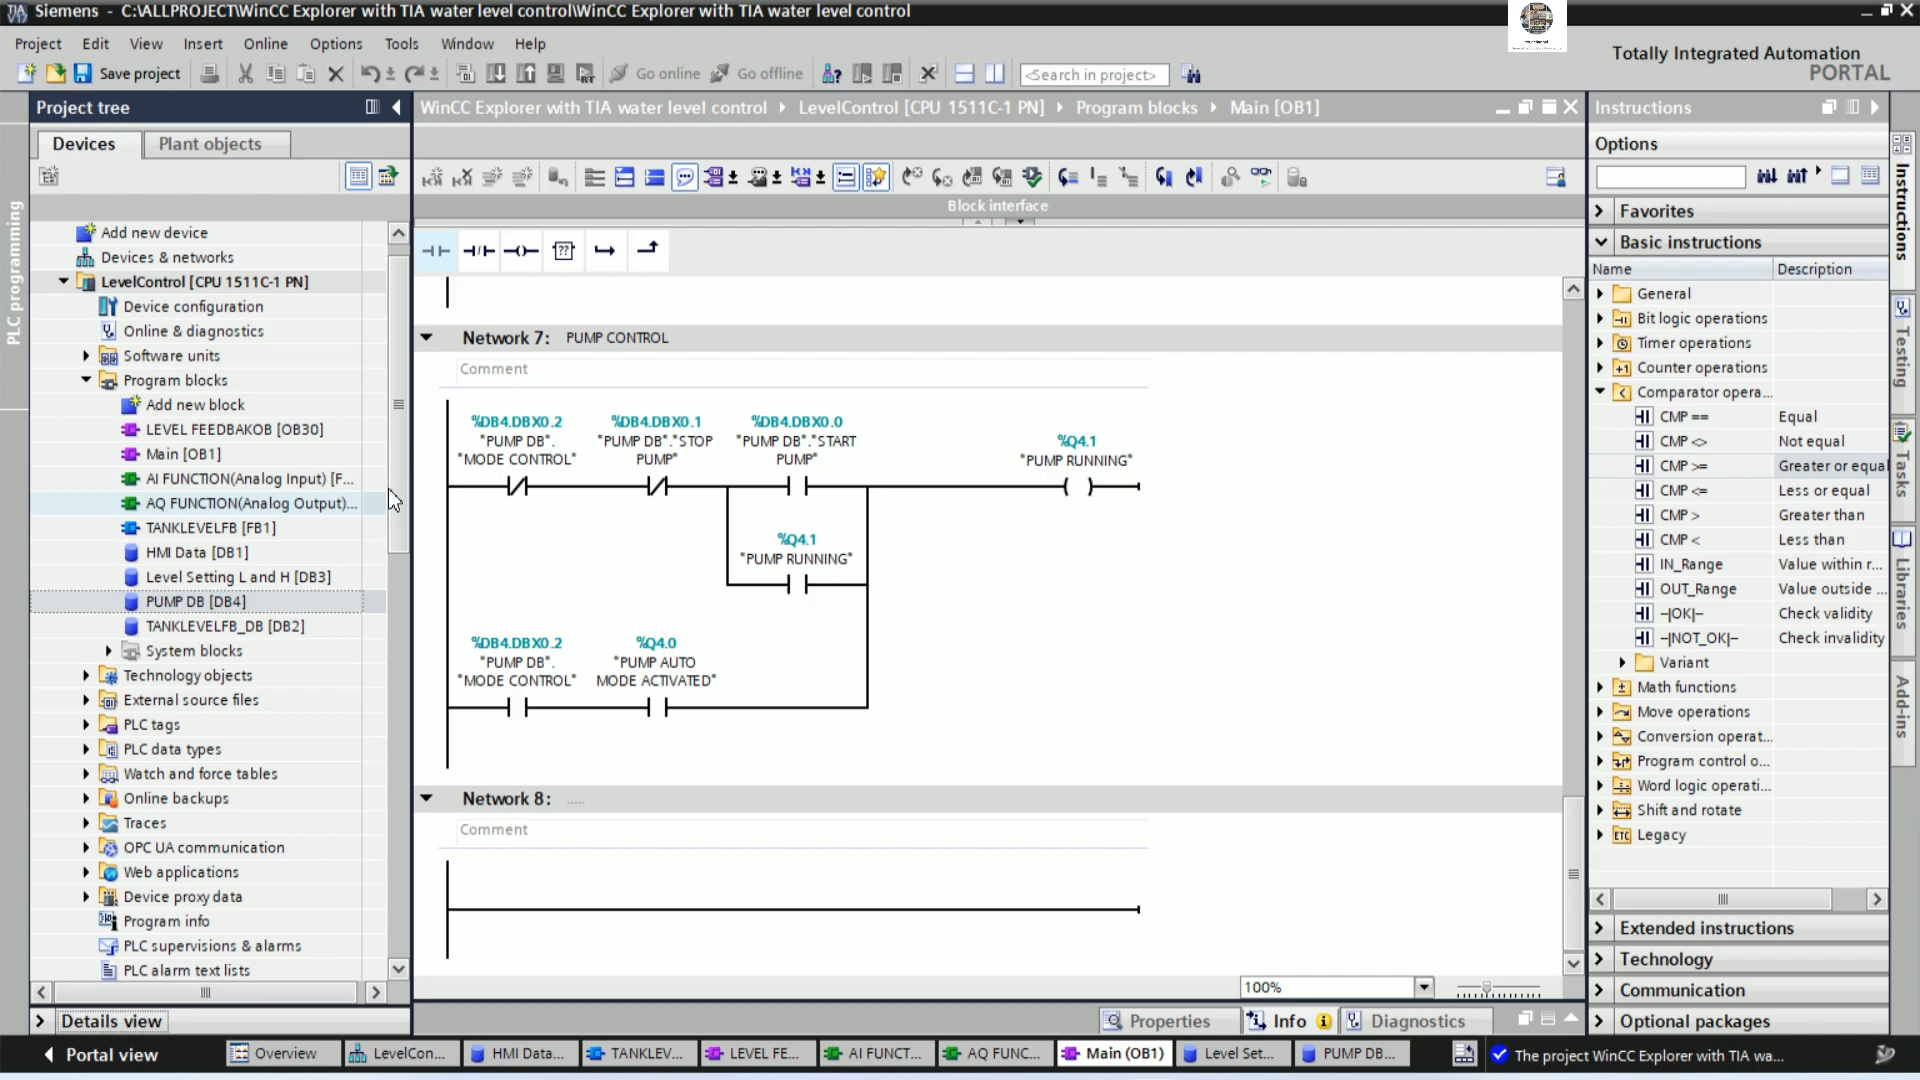 Siemens - C:\ALLPROJECT\WinCC Explorer with TIA water level control\WinCC Explorer with TIA water level control
Project Edit View Insert Online Options Tools Window Help
Totally Integrated Automation
PORTAL
Save project
Go online
Go offline
<Search in project>
Project tree
WinCC Explorer with TIA water level control
LevelControl [CPU 1511C-1 PN]
Program blocks
Main [OB1]
Instructions
Devices
Plant objects
Options
Block interface
PLC programming
Add new device
Devices & networks
LevelControl [CPU 1511C-1 PN]
Device configuration
Online & diagnostics
Software units
Program blocks
Add new block
LEVEL FEEDBAKOB [OB30]
Main [OB1]
AI FUNCTION(Analog Input) [F...
AQ FUNCTION(Analog Output)...
TANKLEVELFB [FB1]
HMI Data [DB1]
Level Setting L and H [DB3]
PUMP DB [DB4]
TANKLEVELFB_DB [DB2]
System blocks
Technology objects
External source files
PLC tags
PLC data types
Watch and force tables
Online backups
Traces
OPC UA communication
Web applications
Device proxy data
Program info
PLC supervisions & alarms
PLC alarm text lists
Details view
??
Network 7: PUMP CONTROL
Comment
%DB4.DBX0.2
"PUMP DB".
"MODE CONTROL"
%DB4.DBX0.1
"PUMP DB"."STOP
PUMP"
%DB4.DBX0.0
"PUMP DB"."START
PUMP"
%Q4.1
"PUMP RUNNING"
%Q4.1
"PUMP RUNNING"
%DB4.DBX0.2
"PUMP DB".
"MODE CONTROL"
%Q4.0
"PUMP AUTO
MODE ACTIVATED"
Network 8: .....
Comment
100%
Properties
Info
Diagnostics
Favorites
Basic instructions
Name Description
General
Bit logic operations
Timer operations
Counter operations
Comparator opera...
CMP == Equal
CMP <> Not equal
CMP >= Greater or equal
CMP <= Less or equal
CMP > Greater than
CMP < Less than
IN_Range Value within r...
OUT_Range Value outside ...
-|OK|- Check validity
-|NOT_OK|- Check invalidity
Variant
Math functions
Move operations
Conversion operat...
Program control o...
Word logic operati...
Shift and rotate
Legacy
Extended instructions
Technology
Communication
Optional packages
Instructions
Testing
Tasks
Libraries
Add-ins
Portal view
Overview
LevelCon...
HMI Data...
TANKLEV...
LEVEL FE...
AI FUNCT...
AQ FUNC...
Main (OB1)
Level Set...
PUMP DB...
The project WinCC Explorer with TIA wa...